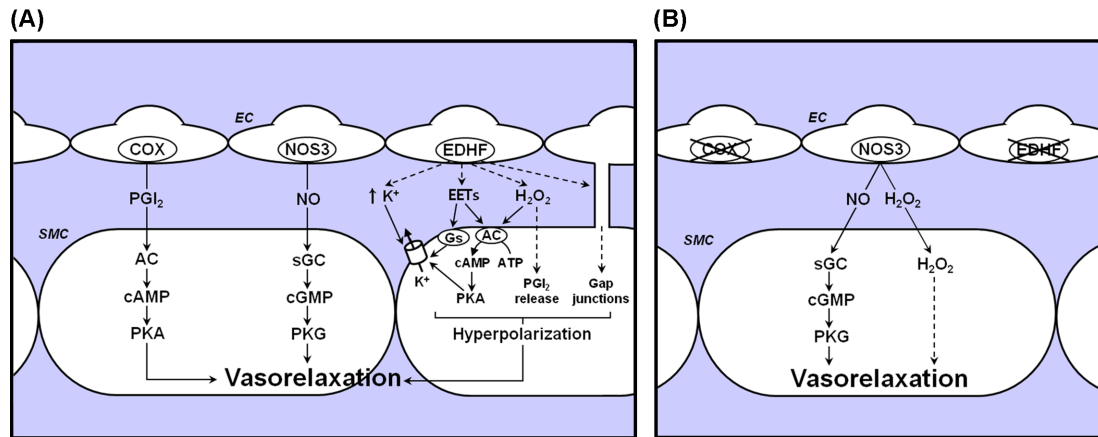 (A)
EC
COX
NOS3
EDHF
PGI₂
NO
↑ K⁺
EETs
H₂O₂
SMC
AC
cAMP
PKA
sGC
cGMP
PKG
K⁺
Gs
AC
cAMP
ATP
PKA
PGI₂
release
Gap
junctions
Hyperpolarization
Vasorelaxation
(B)
EC
COX
NOS3
EDHF
NO
H₂O₂
SMC
sGC
cGMP
PKG
H₂O₂
Vasorelaxation